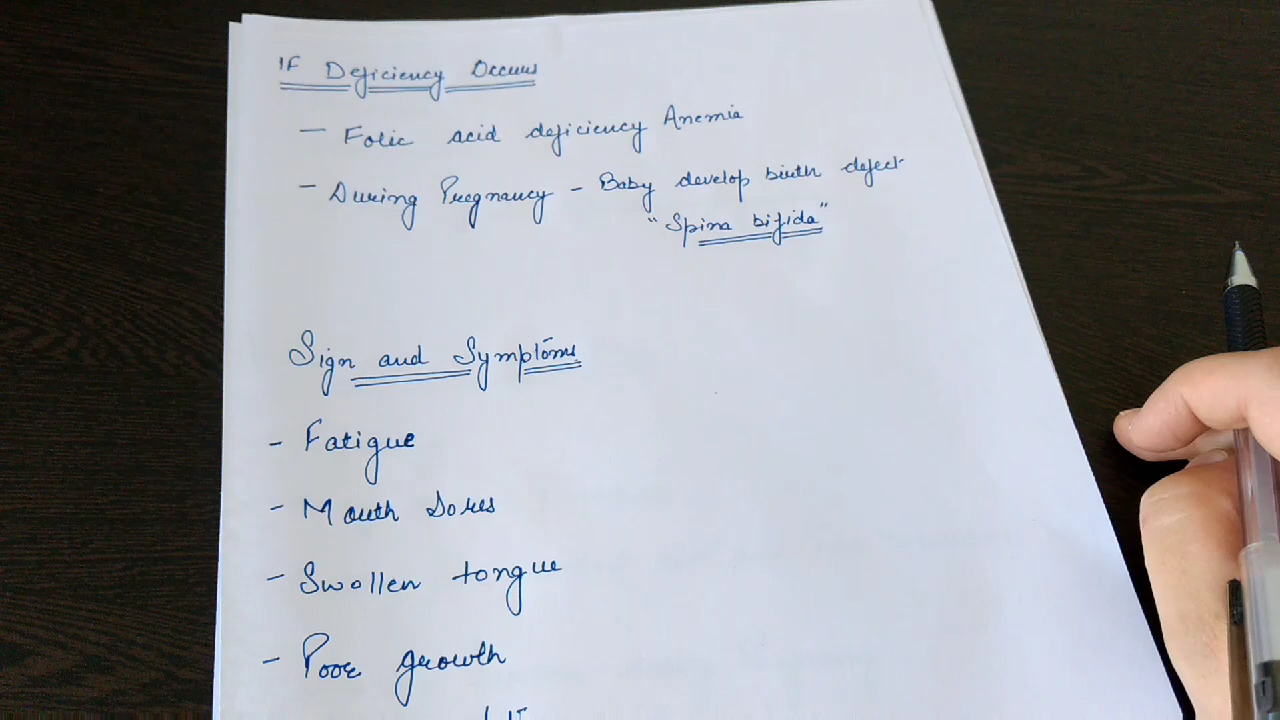 IF Deficiency Occurs
- Folic acid deficiency Anemia
- During Pregnancy - Baby develop birth defect
"Spina bifida"
Sign and Symptoms
- Fatigue
- Mouth Sores
- Swollen tongue
- Poor growth